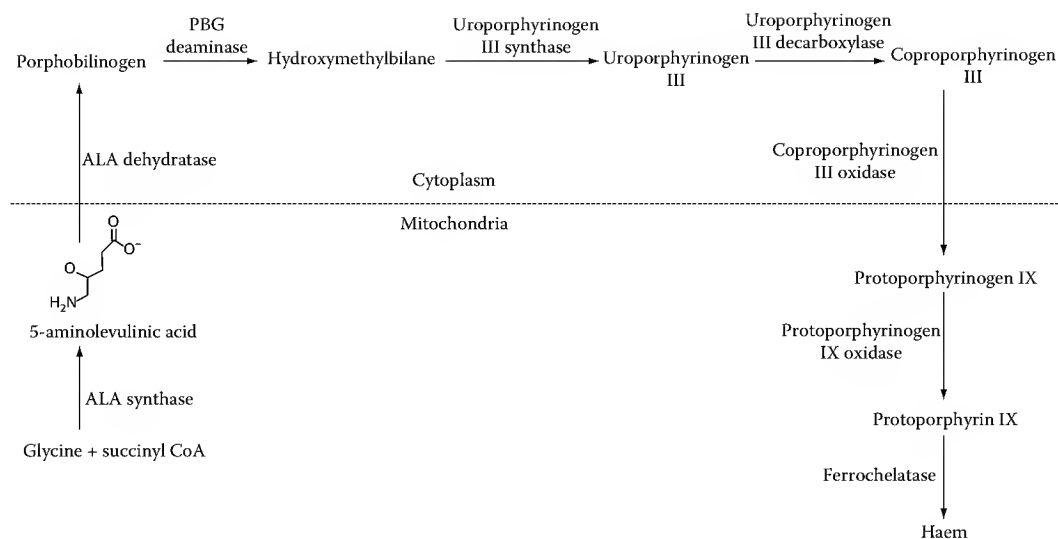 PBG
deaminase
Uroporphyrinogen
III synthase
Uroporphyrinogen
III decarboxylase
Porphobilinogen
Hydroxymethylbilane
Uroporphyrinogen
III
Coproporphyrinogen
III
ALA dehydratase
Coproporphyrinogen
III oxidase
Cytoplasm
Mitochondria
O
O⁻
O
H₂N
5-aminolevulinic acid
Protoporphyrinogen IX
Protoporphyrinogen
IX oxidase
ALA synthase
Glycine + succinyl CoA
Protoporphyrin IX
Ferrochelatase
Haem